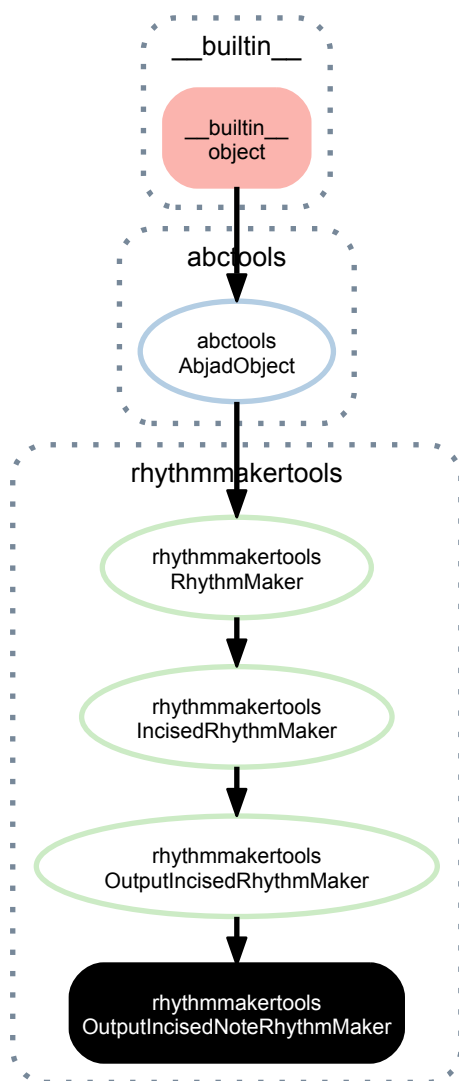 __builtin__
__builtin__
object
abctools
abctools
AbjadObject
rhythmmakertools
rhythmmakertools
RhythmMaker
rhythmmakertools
IncisedRhythmMaker
rhythmmakertools
OutputIncisedRhythmMaker
rhythmmakertools
OutputIncisedNoteRhythmMaker